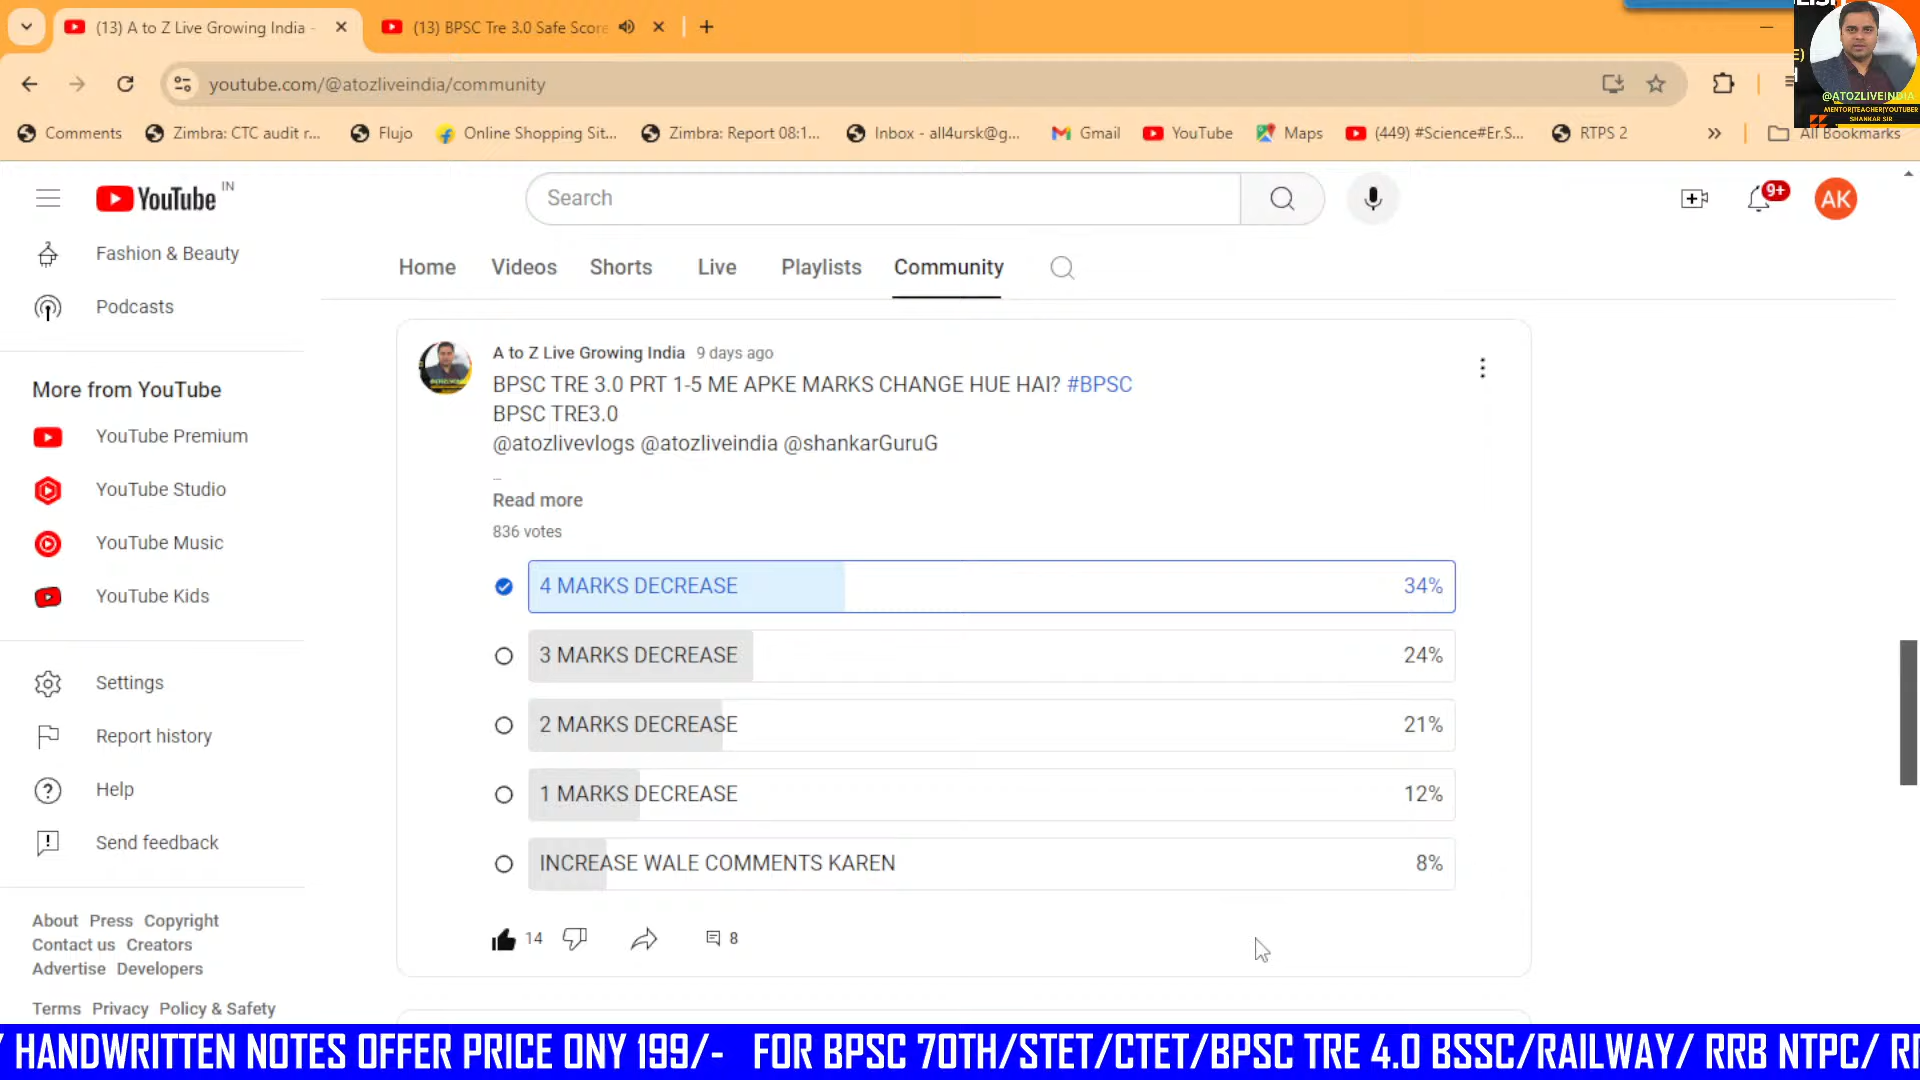 (13) A to Z Live Growing India -
(13) BPSC Tre 3.0 Safe Score
youtube.com/@atozliveindia/community
Comments
Zimbra: CTC audit r...
Flujo
Online Shopping Sit...
Zimbra: Report 08:1...
Inbox - all4ursk@g...
Gmail
YouTube
Maps
(449) #Science#Er.S...
RTPS 2
All Bookmarks
@ATOZLIVEINDIA
MENTOR|TEACHER|YOUTUBER
SHANKAR SIR
YouTube IN
Search
9+
AK
Fashion & Beauty
Podcasts
More from YouTube
YouTube Premium
YouTube Studio
YouTube Music
YouTube Kids
Settings
Report history
Help
Send feedback
About Press Copyright
Contact us Creators
Advertise Developers
Terms Privacy Policy & Safety
Home Videos Shorts Live Playlists Community
A to Z Live Growing India 9 days ago
BPSC TRE 3.0 PRT 1-5 ME APKE MARKS CHANGE HUE HAI? #BPSC
BPSC TRE3.0
@atozlivevlogs @atozliveindia @shankarGuruG
...
Read more
836 votes
4 MARKS DECREASE 34%
3 MARKS DECREASE 24%
2 MARKS DECREASE 21%
1 MARKS DECREASE 12%
INCREASE WALE COMMENTS KAREN 8%
14
8
HANDWRITTEN NOTES OFFER PRICE ONY 199/- FOR BPSC 70TH/STET/CTET/BPSC TRE 4.0 BSSC/RAILWAY/ RRB NTPC/